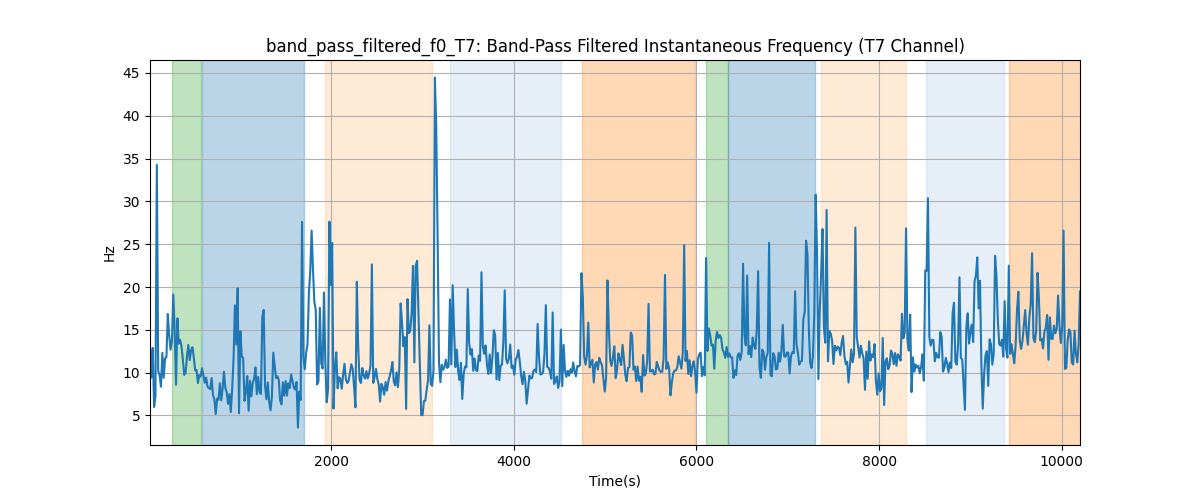 band_pass_filtered_f0_T7: Band-Pass Filtered Instantaneous Frequency (T7 Channel)
45
40
35
30
25
20
15
10
5
Hz
2000 4000 6000 8000 10000
Time(s)